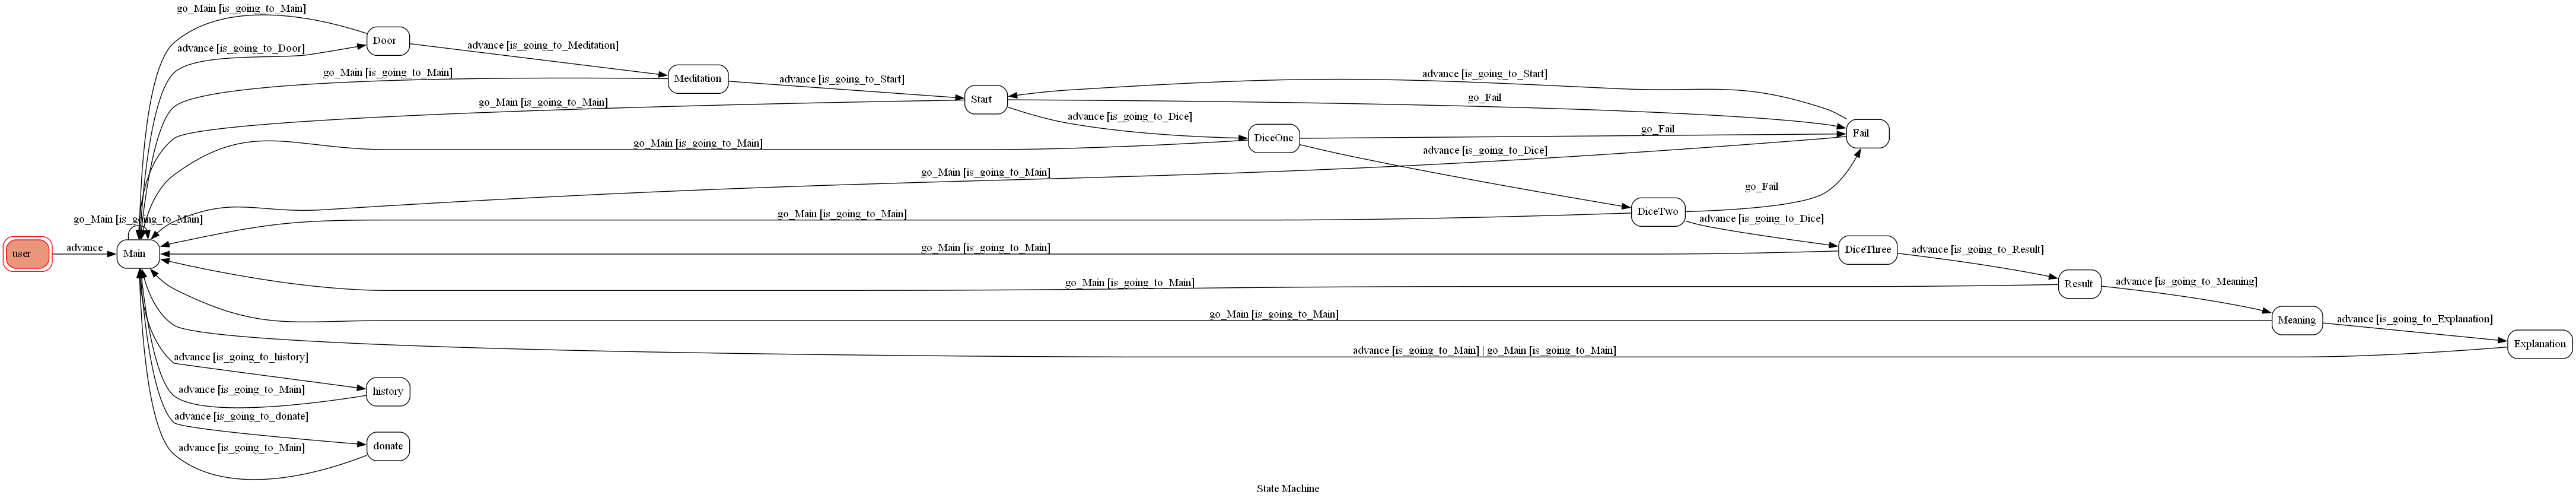 go_Main [is_going_to_Main]
Door
advance [is_going_to_Door]
advance [is_going_to_Meditation]
go_Main [is_going_to_Main]
Meditation
advance [is_going_to_Start]
advance [is_going_to_Start]
go_Main [is_going_to_Main]
Start
go_Fail
advance [is_going_to_Dice]
go_Fail
Fail
DiceOne
go_Main [is_going_to_Main]
advance [is_going_to_Dice]
go_Main [is_going_to_Main]
go_Fail
go_Main [is_going_to_Main]
go_Main [is_going_to_Main]
DiceTwo
advance [is_going_to_Dice]
user
advance
Main
go_Main [is_going_to_Main]
DiceThree
advance [is_going_to_Result]
go_Main [is_going_to_Main]
Result
advance [is_going_to_Meaning]
go_Main [is_going_to_Main]
Meaning
advance [is_going_to_Explanation]
advance [is_going_to_Main] | go_Main [is_going_to_Main]
Explanation
advance [is_going_to_history]
advance [is_going_to_Main]
history
advance [is_going_to_donate]
advance [is_going_to_Main]
donate
State Machine